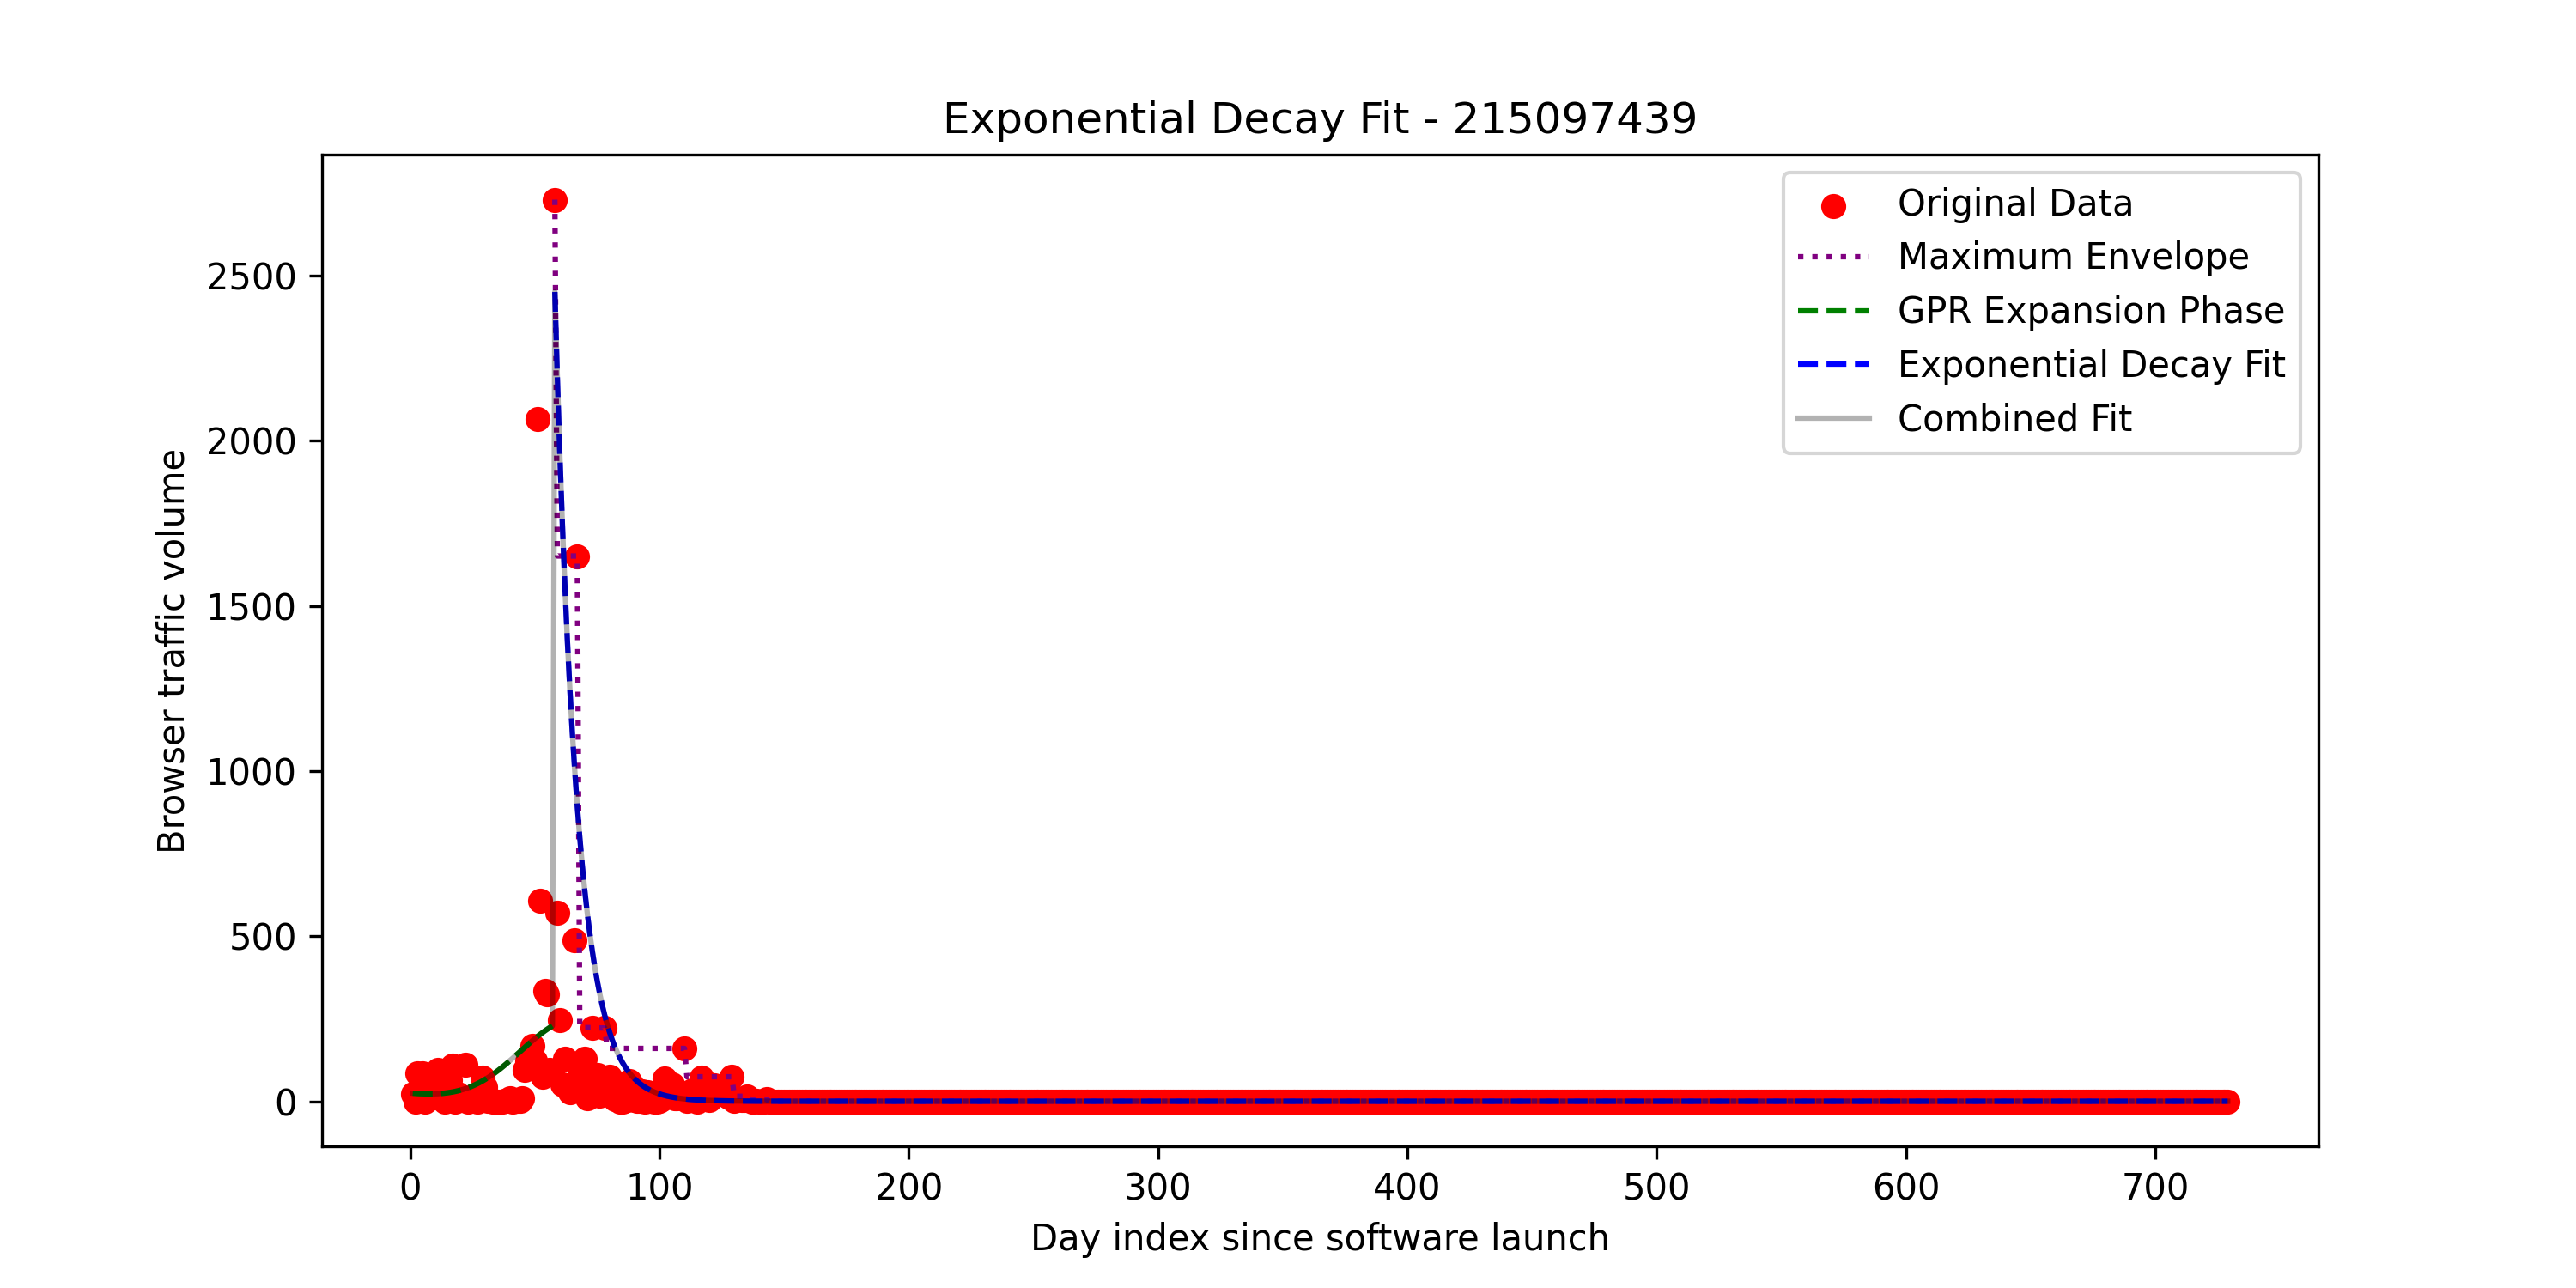 Exponential Decay Fit - 215097439
Original Data
Maximum Envelope
GPR Expansion Phase
Exponential Decay Fit
Combined Fit
Browser traffic volume
2500
2000
1500
1000
500
0
0 100 200 300 400 500 600 700
Day index since software launch